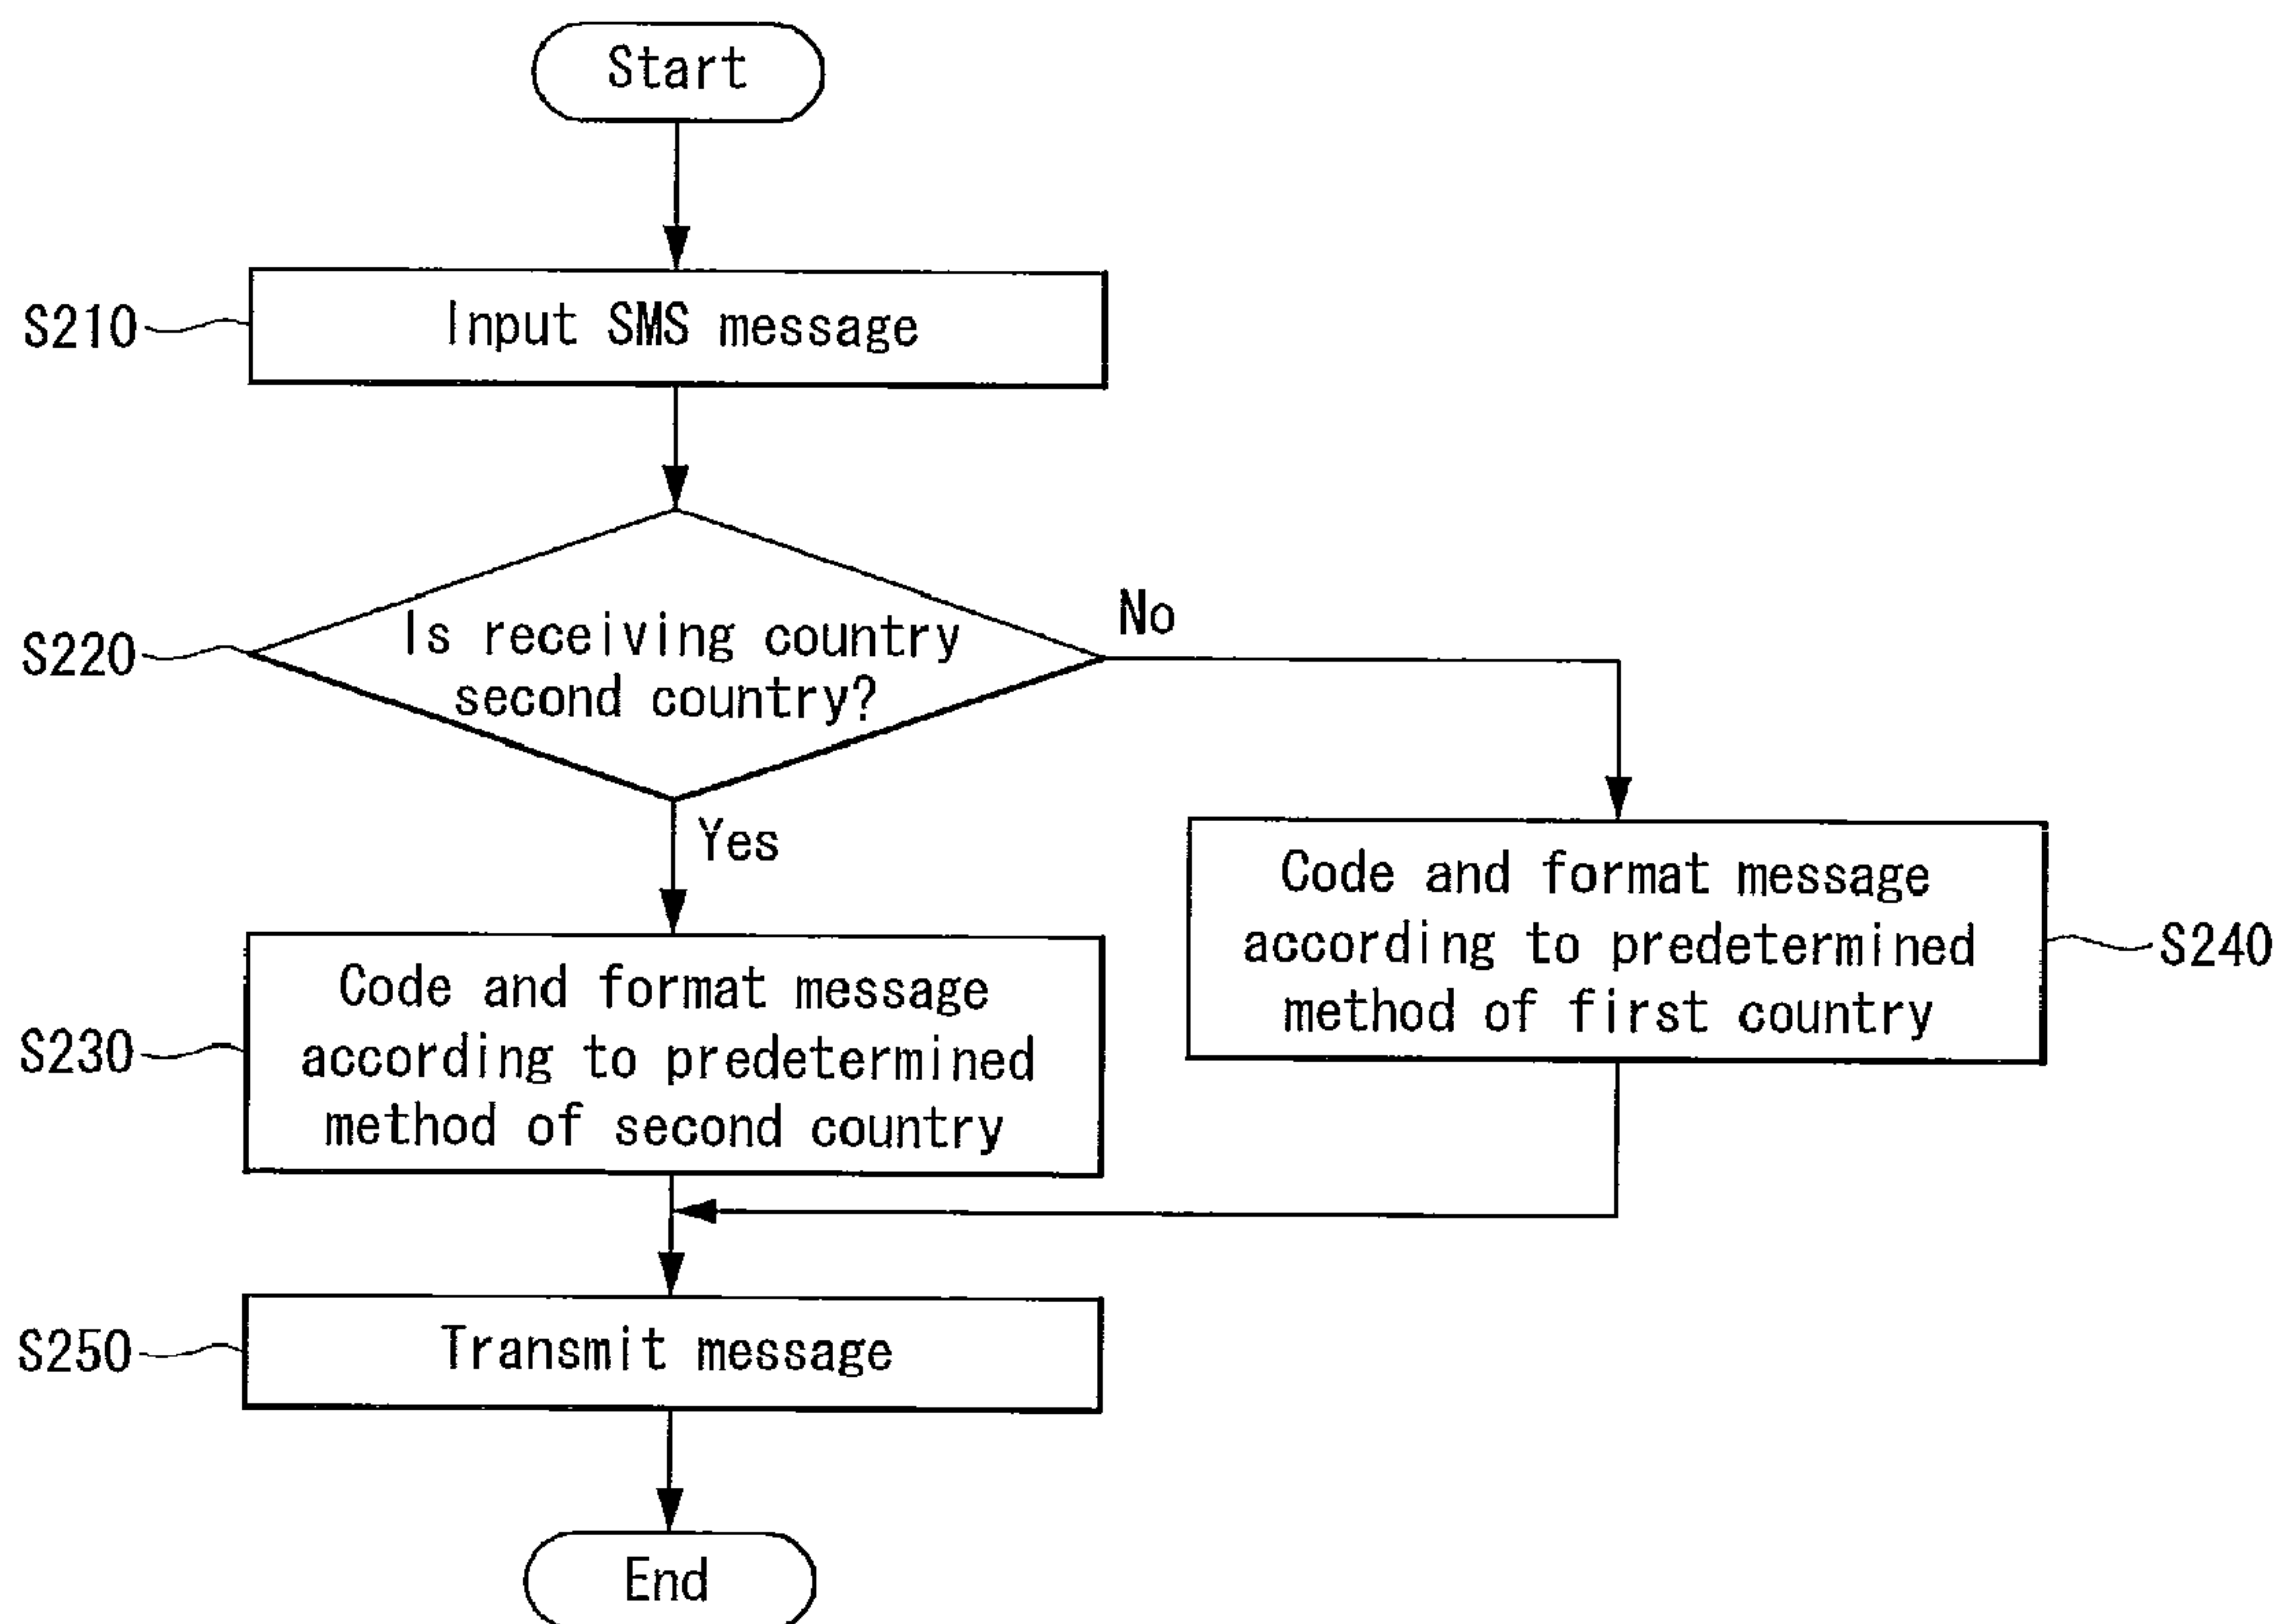 Start
S210
Input SMS message
S220
Is receiving country
second country?
No
Yes
Code and format message
according to predetermined
method of first country
S240
S230
Code and format message
according to predetermined
method of second country
S250
Transmit message
End